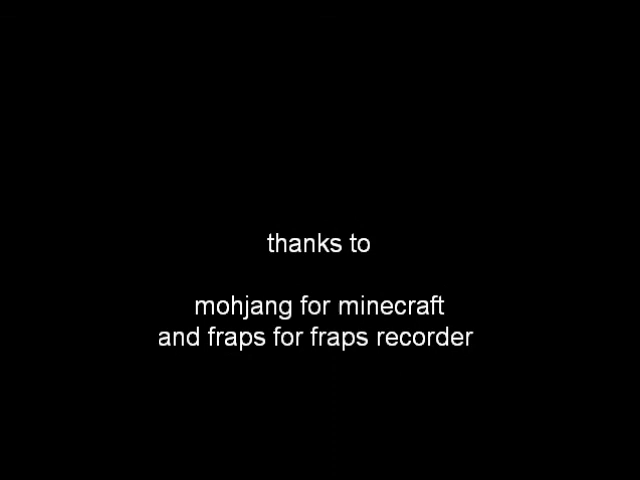 thanks to
mohjang for minecraft
and fraps for fraps recorder